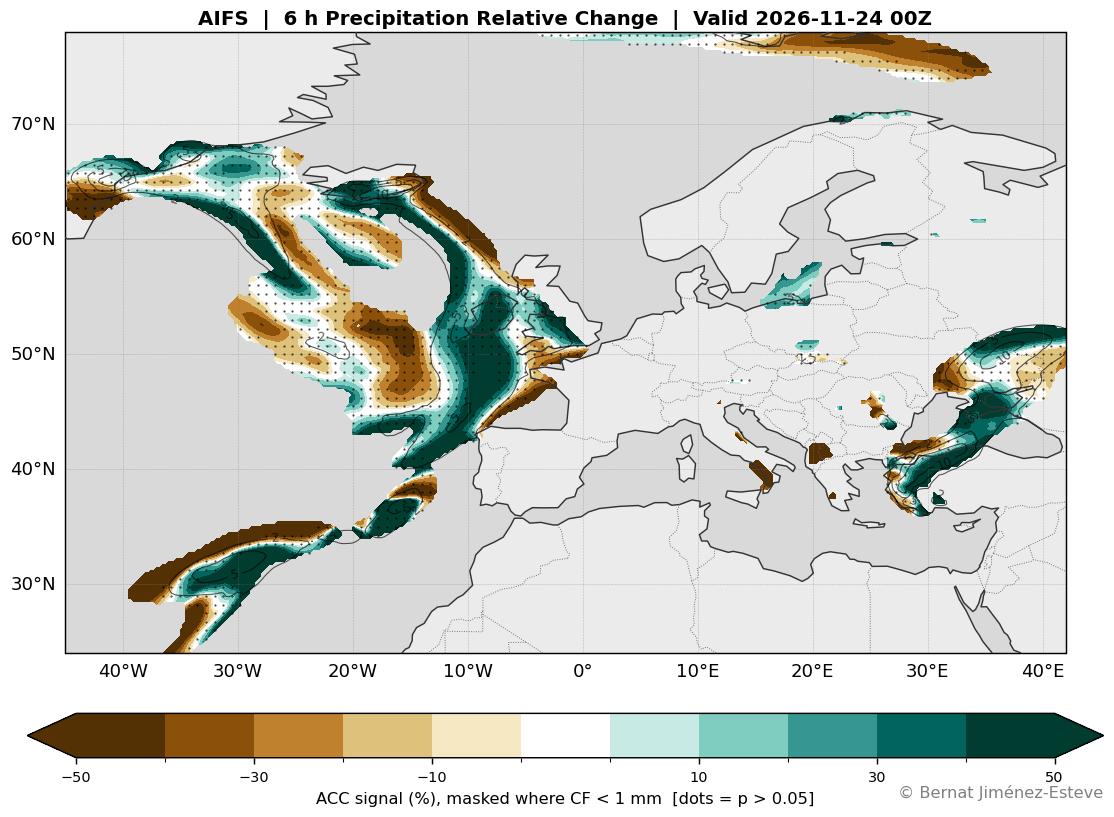 AIFS | 6 h Precipitation Relative Change | Valid 2026-11-24 00Z
70°N
60°N
50°N
40°N
30°N
40°W 30°W 20°W 10°W 0° 10°E 20°E 30°E 40°E
−50 −30 −10 10 30 50
ACC signal (%), masked where CF < 1 mm [dots = p > 0.05]
© Bernat Jiménez-Esteve